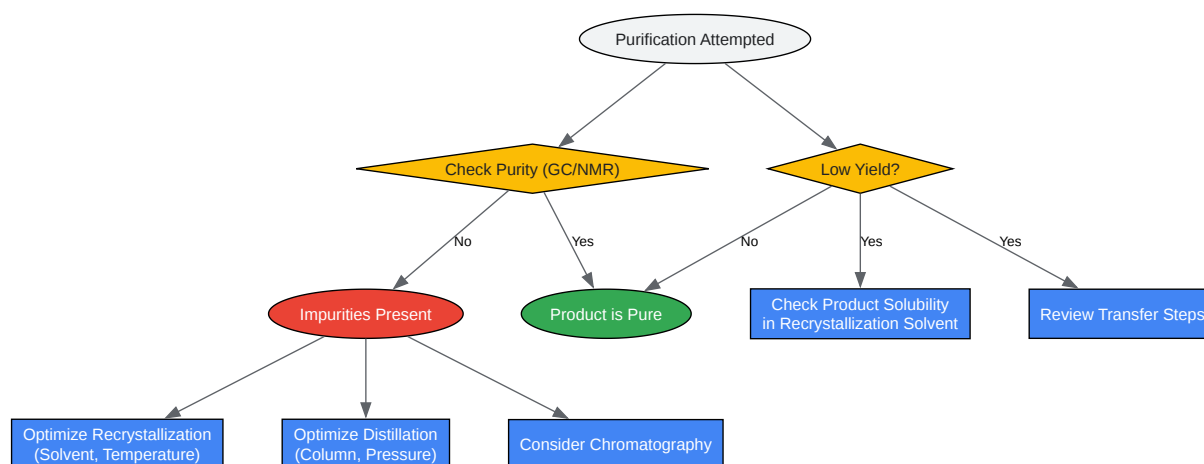 Purification Attempted
Check Purity (GC/NMR)
Low Yield?
No
Yes
No
Yes
Yes
Impurities Present
Product is Pure
Check Product Solubility
in Recrystallization Solvent
Review Transfer Steps
Optimize Recrystallization
(Solvent, Temperature)
Optimize Distillation
(Column, Pressure)
Consider Chromatography